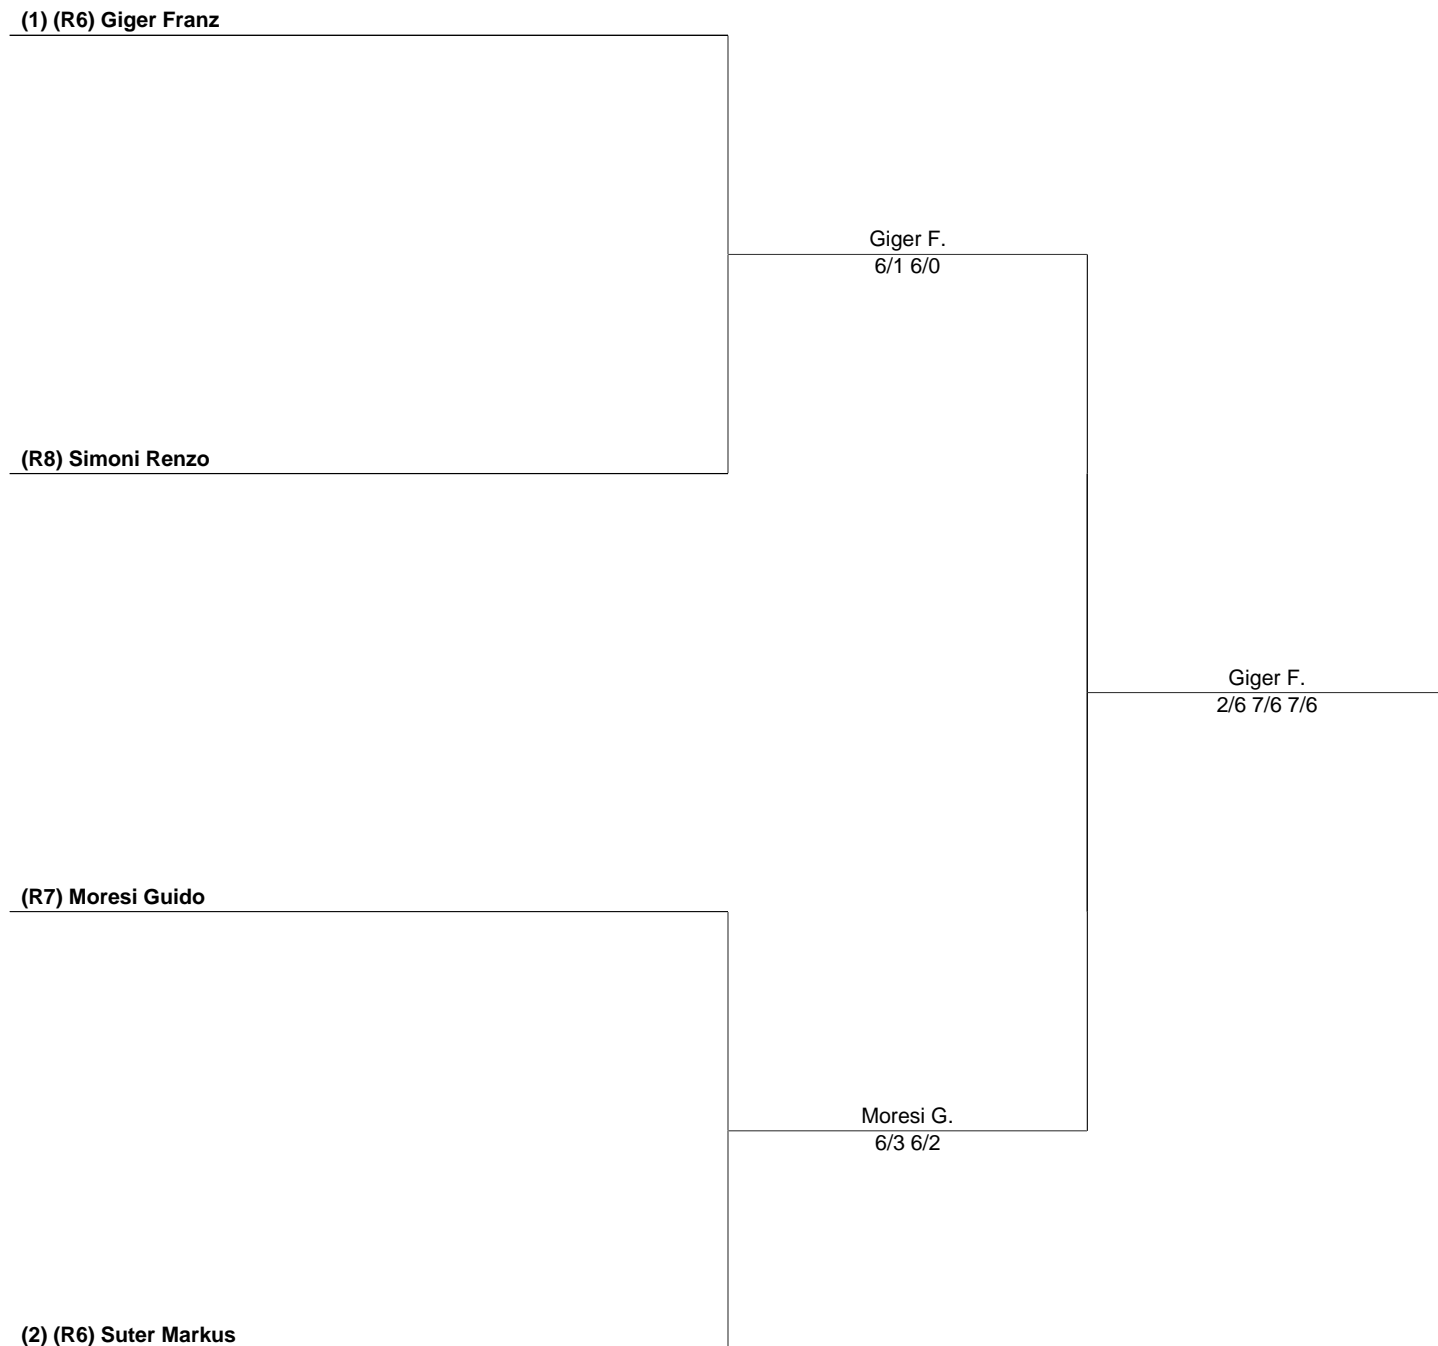 (1) (R6) Giger Franz
Giger F.
6/1 6/0
(R8) Simoni Renzo
Giger F.
2/6 7/6 7/6
(R7) Moresi Guido
Moresi G.
6/3 6/2
(2) (R6) Suter Markus